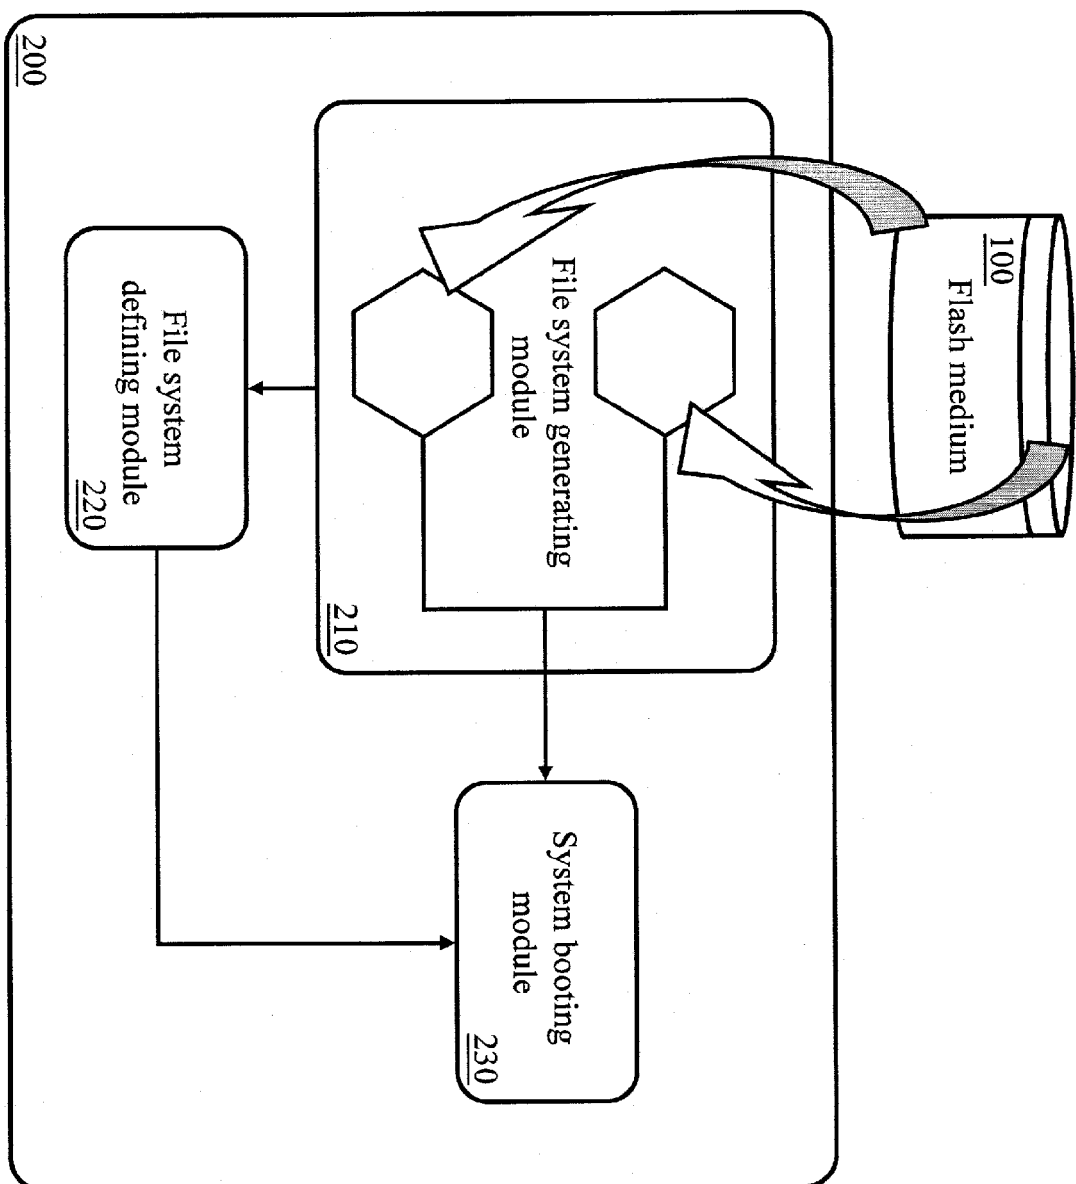 100
Flash medium
File system generating
module
210
System booting
module
230
File system
defining module
220
200